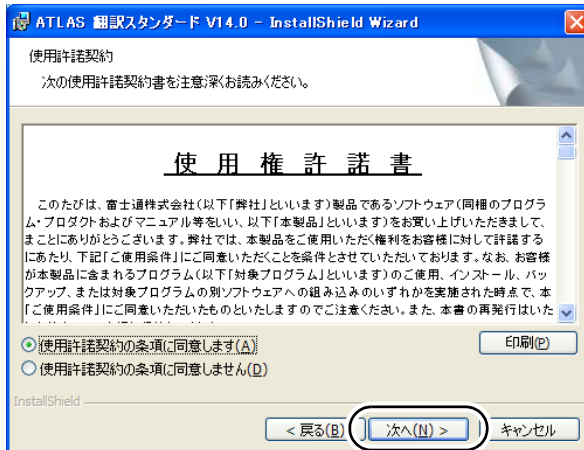 ATLAS 翻訳スタンダード V14.0 - InstallShield Wizard
使用許諾契約
次の使用許諾契約書を注意深くお読みください。
使 用 権 許 諾 書
このたびは、富士通株式会社(以下「弊社」といいます)製品であるソフトウェア(同梱のプログラ
ム・プロダクトおよびマニュアル等をいい、以下「本製品」といいます)をお買い上げいただきまして、
まことにありがとうございます。弊社では、本製品をご使用いただく権利をお客様に対して許諾する
にあたり、下記「ご使用条件」にご同意いただくことを条件とさせていただいております。なお、お客様
が本製品に含まれるプログラム(以下「対象プログラム」といいます)のご使用、インストール、バッ
クアップ、または対象プログラムの別ソフトウェアへの組み込みのいずれかを実施された時点で、本
「ご使用条件」にご同意いただいたものといたしますのでご注意ください。また、本書の再発行はいた
使用許諾契約の条項に同意します(A)
印刷(P)
使用許諾契約の条項に同意しません(D)
InstallShield
< 戻る(B) 次へ(N) > キャンセル